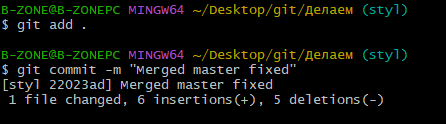 B-ZONE@B-ZONEPC MINGW64 ~/Desktop/git/Делаем (styl)
$ git add .
B-ZONE@B-ZONEPC MINGW64 ~/Desktop/git/Делаем (styl)
$ git commit -m "Merged master fixed"
[styl 22023ad] Merged master fixed
 1 file changed, 6 insertions(+), 5 deletions(-)